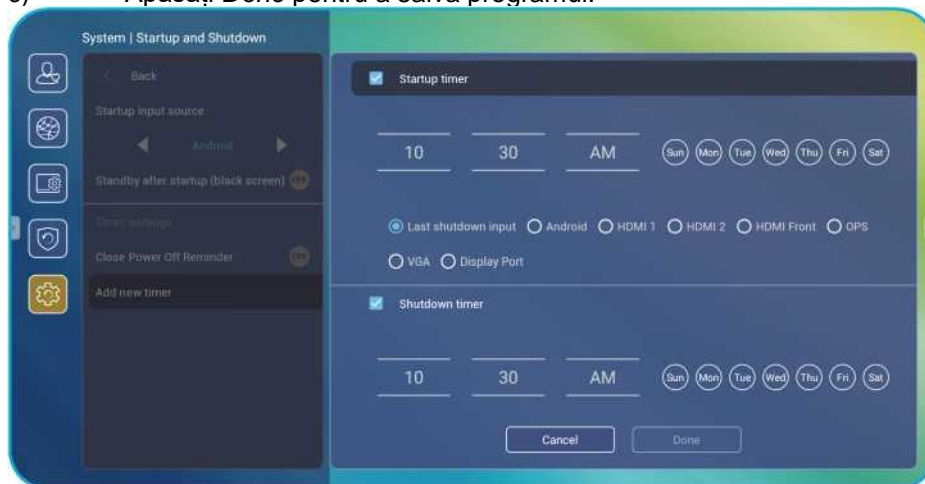 Apăsați Done pentru a salva programul.
System | Startup and Shutdown
Back
Startup input source
Android
Standby after startup (black screen) OFF
Timer settings
Close Power Off Reminder OFF
Add new timer
Startup timer
10 30 AM Sun Mon Tue Wed Thu Fri Sat
Last shutdown input Android HDMI 1 HDMI 2 HDMI Front OPS
VGA Display Port
Shutdown timer
10 30 AM Sun Mon Tue Wed Thu Fri Sat
Cancel Done